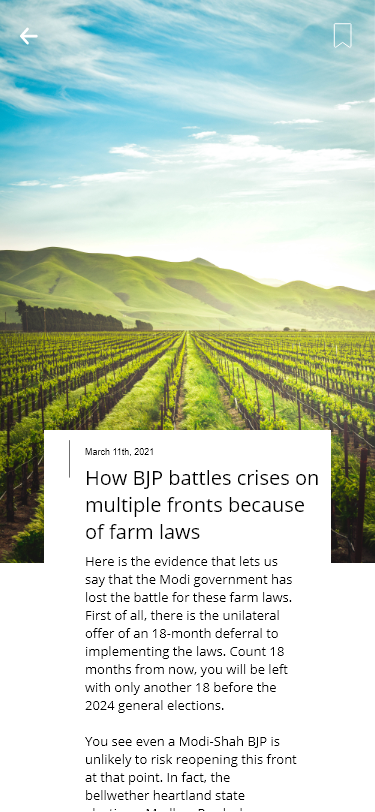 March 11th, 2021
How BJP battles crises on
multiple fronts because
of farm laws
Here is the evidence that lets us
say that the Modi government has
lost the battle for these farm laws.
First of all, there is the unilateral
offer of an 18-month deferral to
implementing the laws. Count 18
months from now, you will be left
with only another 18 before the
2024 general elections.
You see even a Modi-Shah BJP is
unlikely to risk reopening this front
at that point. In fact, the
bellwether heartland state